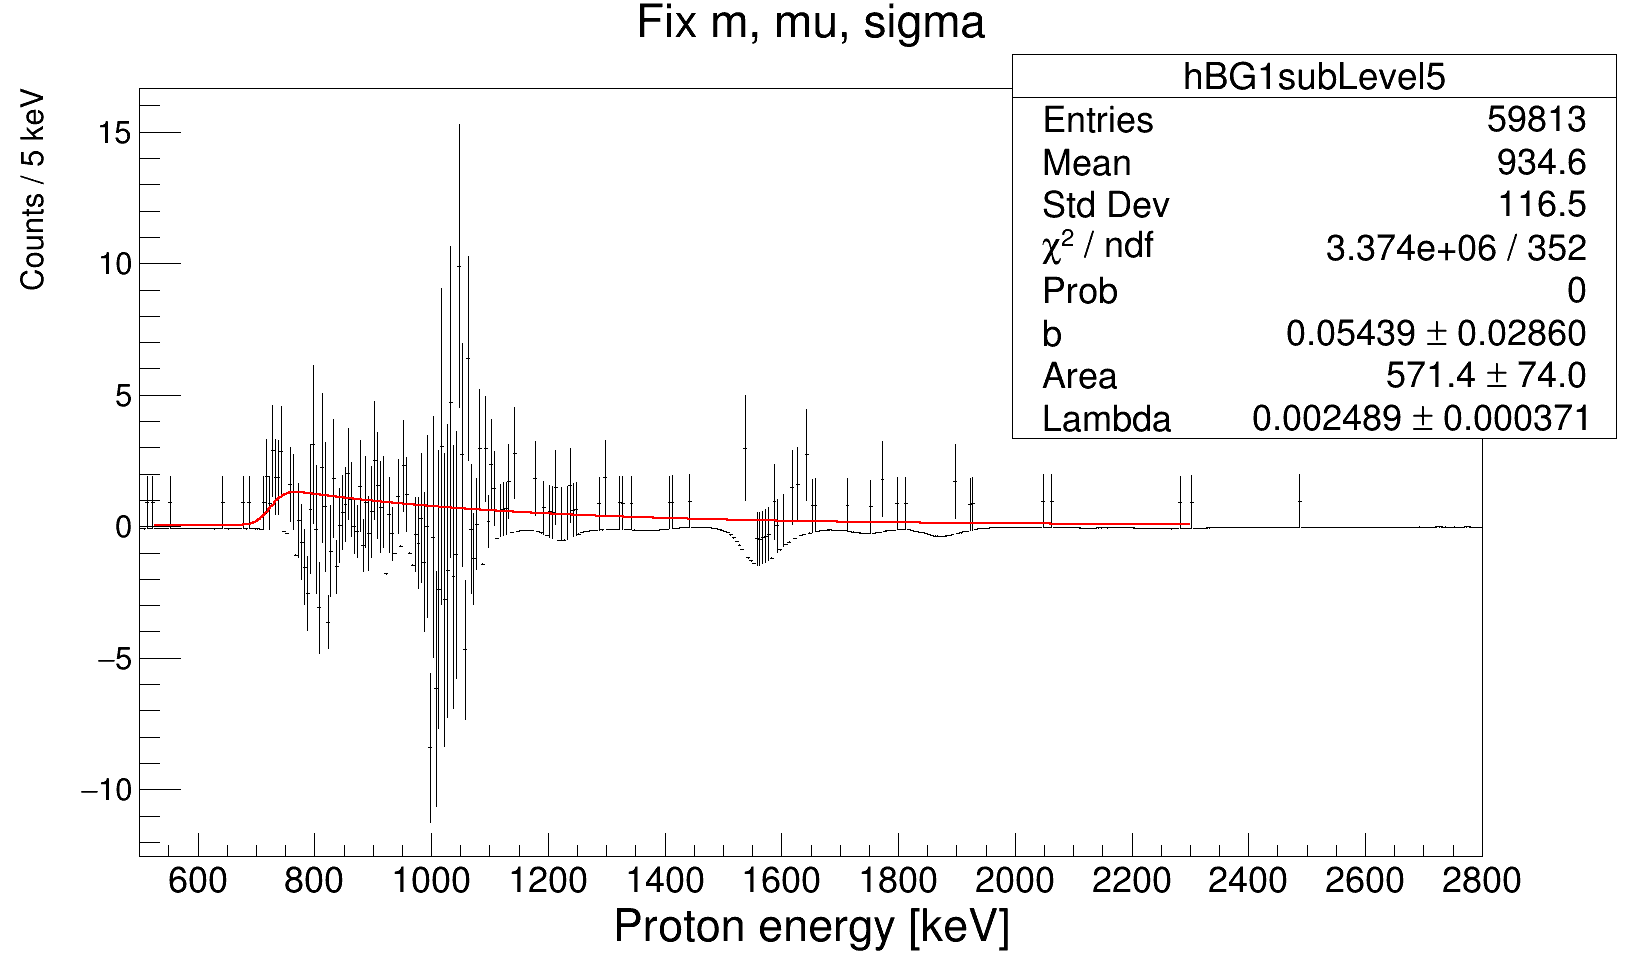 Fix m, mu, sigma
hBG1subLevel5
Entries 59813
Mean 934.6
Std Dev 116.5
χ² / ndf 3.374e+06 / 352
Prob 0
b 0.05439 ± 0.02860
Area 571.4 ± 74.0
Lambda 0.002489 ± 0.000371
Counts / 5 keV
15
10
5
0
−5
−10
600 800 1000 1200 1400 1600 1800 2000 2200 2400 2600 2800
Proton energy [keV]